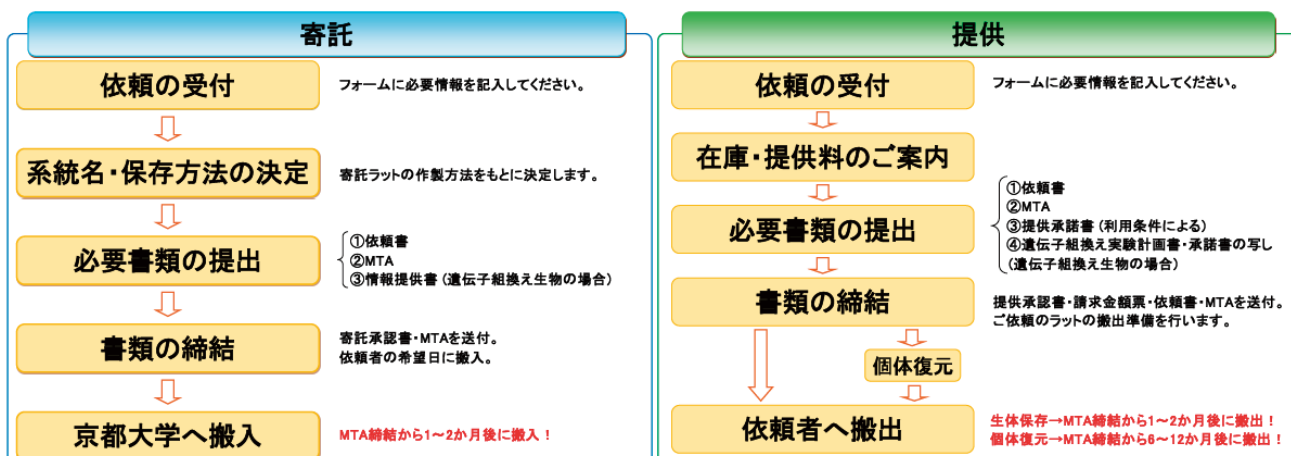 寄託
依頼の受付
フォームに必要情報を記入してください。
系統名・保存方法の決定
寄託ラットの作製方法をもとに決定します。
必要書類の提出
①依頼書
②MTA
③情報提供書（遺伝子組換え生物の場合）
書類の締結
寄託承認書・MTAを送付。
依頼者の希望日に搬入。
京都大学へ搬入
MTA締結から1～2か月後に搬入！
提供
依頼の受付
フォームに必要情報を記入してください。
在庫・提供料のご案内
必要書類の提出
①依頼書
②MTA
③提供承諾書（利用条件による）
④遺伝子組換え実験計画書・承諾書の写し
（遺伝子組換え生物の場合）
書類の締結
提供承認書・請求金額票・依頼書・MTAを送付。
ご依頼のラットの搬出準備を行います。
個体復元
依頼者へ搬出
生体保存→MTA締結から1～2か月後に搬出！
個体復元→MTA締結から6～12か月後に搬出！